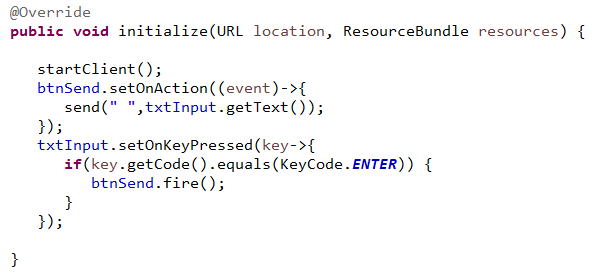 @Override
public void initialize(URL location, ResourceBundle resources) {
startClient();
btnSend.setOnAction((event)->{
send(" ",txtInput.getText());
});
txtInput.setOnKeyPressed(key->{
if(key.getCode().equals(KeyCode.ENTER)) {
btnSend.fire();
}
});
}